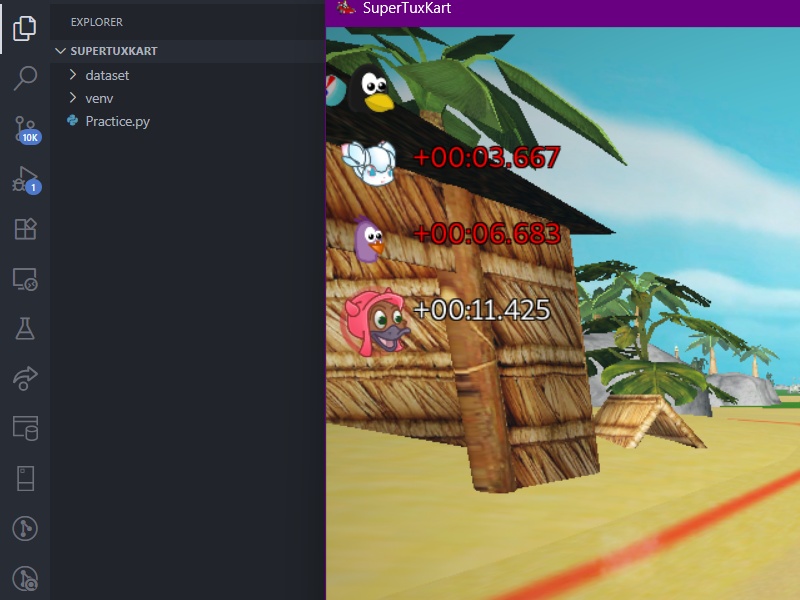 EXPLORER
SUPERTUXKART
dataset
venv
Practice.py
10K
1
SuperTuxKart
+00:03.667
+00:06.683
+00:11.425